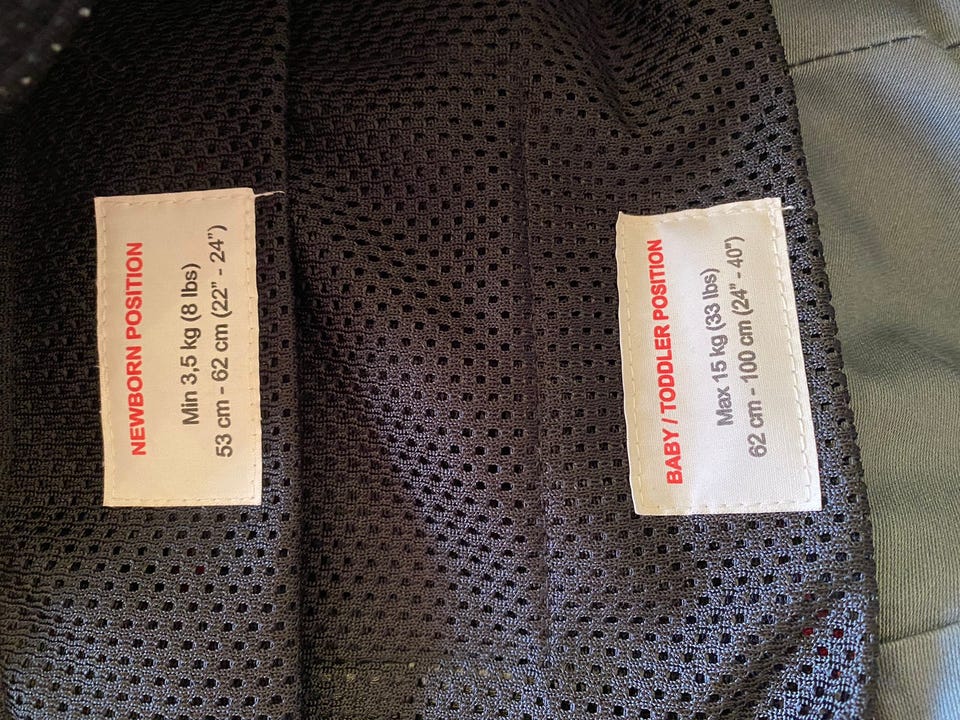 NEWBORN POSITION
Min 3,5 kg (8 lbs)
53 cm - 62 cm (22" - 24")
BABY / TODDLER POSITION
Max 15 kg (33 lbs)
62 cm - 100 cm (24" - 40")